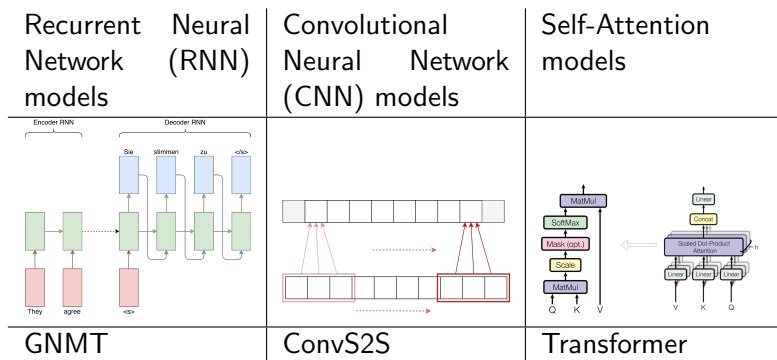 Recurrent Neural
Network (RNN)
models
Convolutional
Neural Network
(CNN) models
Self-Attention
models
Encoder RNN
Decoder RNN
Sie stimmen zu </s>
They agree <s>
MatMul
SoftMax
Mask (opt.)
Scale
MatMul
Q K V
Linear
Concat
Scaled Dot-Product
Attention
h
Linear Linear Linear
V K Q
GNMT
ConvS2S
Transformer